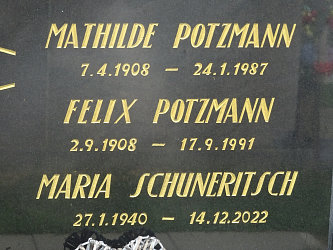 MATHILDE POTZMANN
7.4.1908 – 24.1.1987
FELIX POTZMANN
2.9.1908 – 17.9.1991
MARIA SCHUNERITSCH
27.1.1940 – 14.12.2022